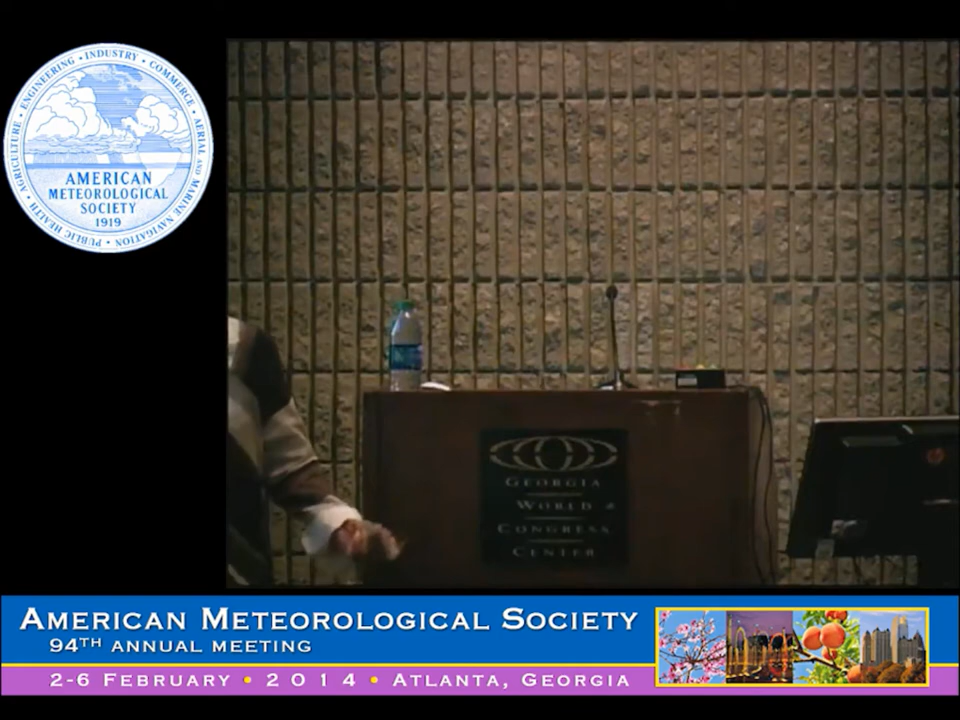 AGRICULTURE • ENGINEERING • INDUSTRY • COMMERCE • AERIAL AND MARINE NAVIGATION • PUBLIC HEALTH •
AMERICAN
METEOROLOGICAL
SOCIETY
1919
GEORGIA
WORLD
CONGRESS
CENTER
AMERICAN METEOROLOGICAL SOCIETY
94TH ANNUAL MEETING
2-6 FEBRUARY • 2014 • ATLANTA, GEORGIA